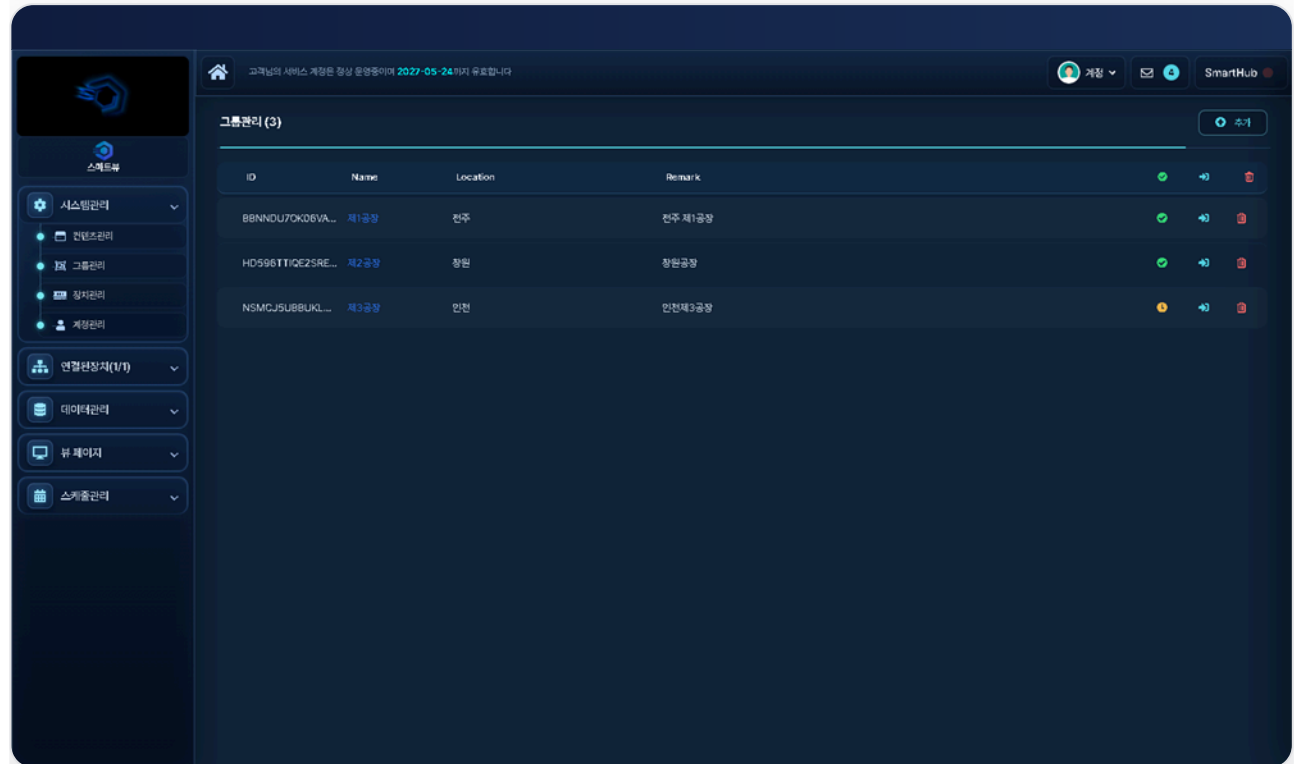 고객님의 서비스 계정은 정상 운영중이며 2027-05-24까지 유효합니다
계정
4
SmartHub
스마트뷰
그룹관리 (3)
추가
ID Name Location Remark
BBNNDU7OK06VA... 제1공장 전주 전주 제1공장
HD596TTIQE2SRE... 제2공장 창원 창원공장
NSMCJ5UBBUKL... 제3공장 인천 인천제3공장
시스템관리
컨텐츠관리
그룹관리
장치관리
계정관리
연결된장치(1/1)
데이터관리
뷰 페이지
스케줄관리